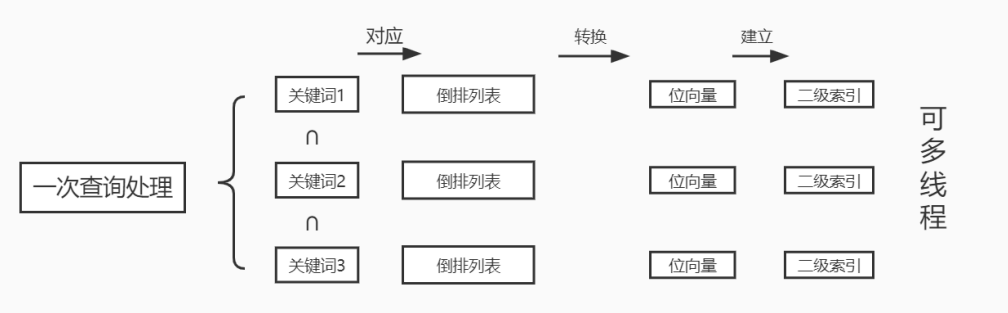 对应
转换
建立
关键词1
倒排列表
位向量
二级索引
∩
一次查询处理
关键词2
倒排列表
位向量
二级索引
∩
关键词3
倒排列表
位向量
二级索引
可多线程